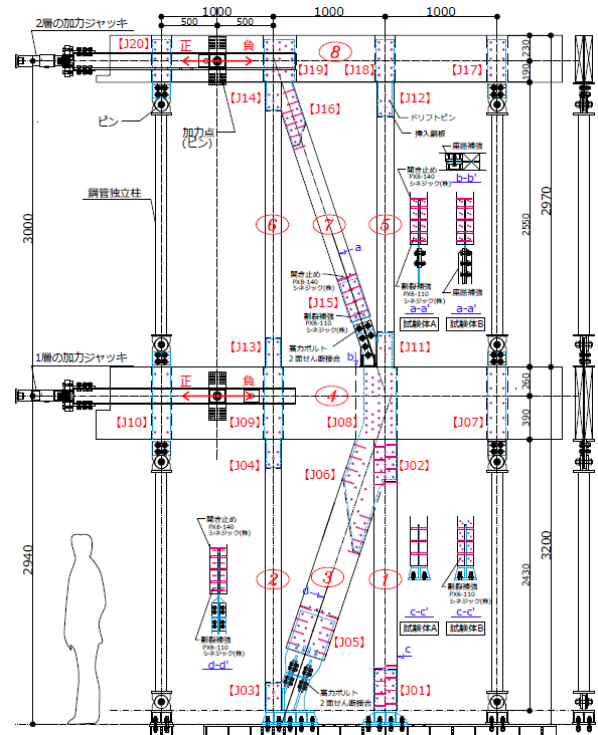 1000
1000
1000
500
500
2層の加力ジャッキ
【J20】
正
負
8
【J19】
【J18】
【J17】
230
190
【J14】
【J16】
【J12】
ピン
加力点
(ピン)
ドリフトピン
挿入鋼板
座屈補強
b-b'
鋼管独立柱
開き止め
PX8-140
シネジック(株)
3000
6
7
5
2970
2550
a
開き止め
PX8-140
シネジック(株)
割裂補強
PX6-110
シネジック(株)
座屈補強
a-a'
a-a'
試験体A
試験体B
【J15】
割裂補強
PX6-110
シネジック(株)
高力ボルト
2面せん断接合
b
【J13】
【J11】
1層の加力ジャッキ
正
負
4
260
390
【J10】
【J09】
【J08】
【J07】
【J04】
【J06】
【J02】
開き止め
PX8-140
シネジック(株)
2940
2
3
1
3200
2430
d
割裂補強
PX6-110
シネジック(株)
d-d'
割裂補強
PX6-110
シネジック(株)
c-c'
c-c'
試験体A
試験体B
【J05】
c
【J03】
高力ボルト
2面せん断接合
【J01】